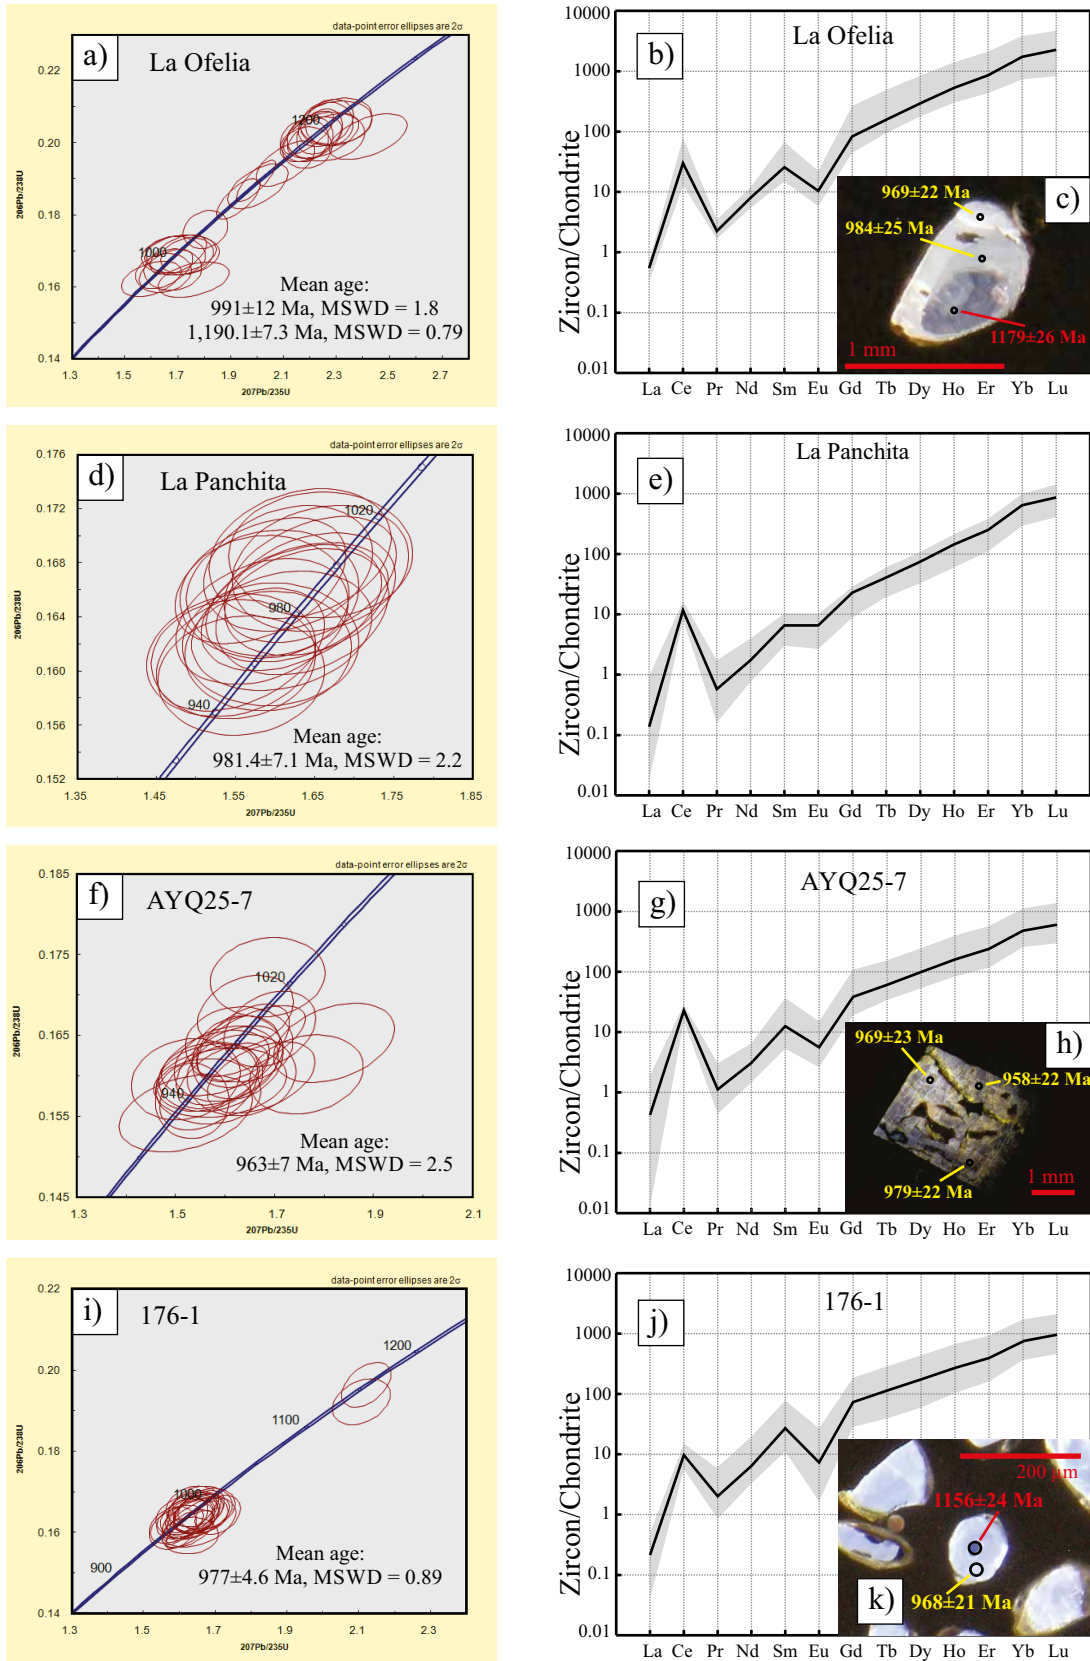 data-point error ellipses are 2σ
a)
La Ofelia
0.22
0.20
0.18
0.16
0.14
206Pb/238U
1200
1000
Mean age:
991±12 Ma, MSWD = 1.8
1,190.1±7.3 Ma, MSWD = 0.79
1.3 1.5 1.7 1.9 2.1 2.3 2.5 2.7
207Pb/235U
b)
La Ofelia
10000
1000
100
10
1
0.1
0.01
Zircon/Chondrite
c)
969±22 Ma
984±25 Ma
1179±26 Ma
1 mm
La Ce Pr Nd Sm Eu Gd Tb Dy Ho Er Yb Lu
data-point error ellipses are 2σ
d)
La Panchita
0.176
0.172
0.168
0.164
0.160
0.156
0.152
206Pb/238U
1020
980
940
Mean age:
981.4±7.1 Ma, MSWD = 2.2
1.35 1.45 1.55 1.65 1.75 1.85
207Pb/235U
e)
La Panchita
10000
1000
100
10
1
0.1
0.01
Zircon/Chondrite
La Ce Pr Nd Sm Eu Gd Tb Dy Ho Er Yb Lu
data-point error ellipses are 2σ
f)
AYQ25-7
0.185
0.175
0.165
0.155
0.145
206Pb/238U
1020
940
Mean age:
963±7 Ma, MSWD = 2.5
1.3 1.5 1.7 1.9 2.1
207Pb/235U
g)
AYQ25-7
10000
1000
100
10
1
0.1
0.01
Zircon/Chondrite
h)
969±23 Ma
958±22 Ma
979±22 Ma
1 mm
La Ce Pr Nd Sm Eu Gd Tb Dy Ho Er Yb Lu
data-point error ellipses are 2σ
i)
176-1
0.22
0.20
0.18
0.16
0.14
206Pb/238U
1200
1100
1000
900
Mean age:
977±4.6 Ma, MSWD = 0.89
1.3 1.5 1.7 1.9 2.1 2.3
207Pb/235U
j)
176-1
10000
1000
100
10
1
0.1
0.01
Zircon/Chondrite
200 µm
1156±24 Ma
968±21 Ma
k)
La Ce Pr Nd Sm Eu Gd Tb Dy Ho Er Yb Lu